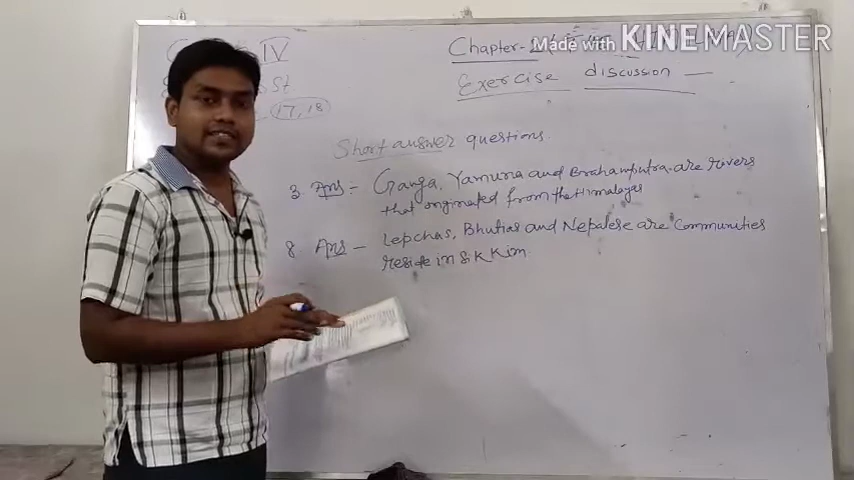 Made with KINEMASTER
IV
Chapter-
Exercise discussion —
17, 18
Short answer questions
3. Ans - Ganga, Yamuna and Brahamputra are rivers
that originated from the Himalayas
8. Ans - Lepchas, Bhutias and Nepalese are Communities
reside in SikKim